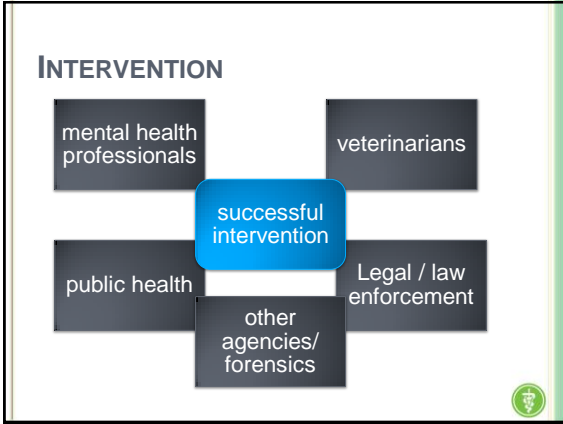 INTERVENTION
mental health
professionals
veterinarians
successful
intervention
public health
Legal / law
enforcement
other
agencies/
forensics